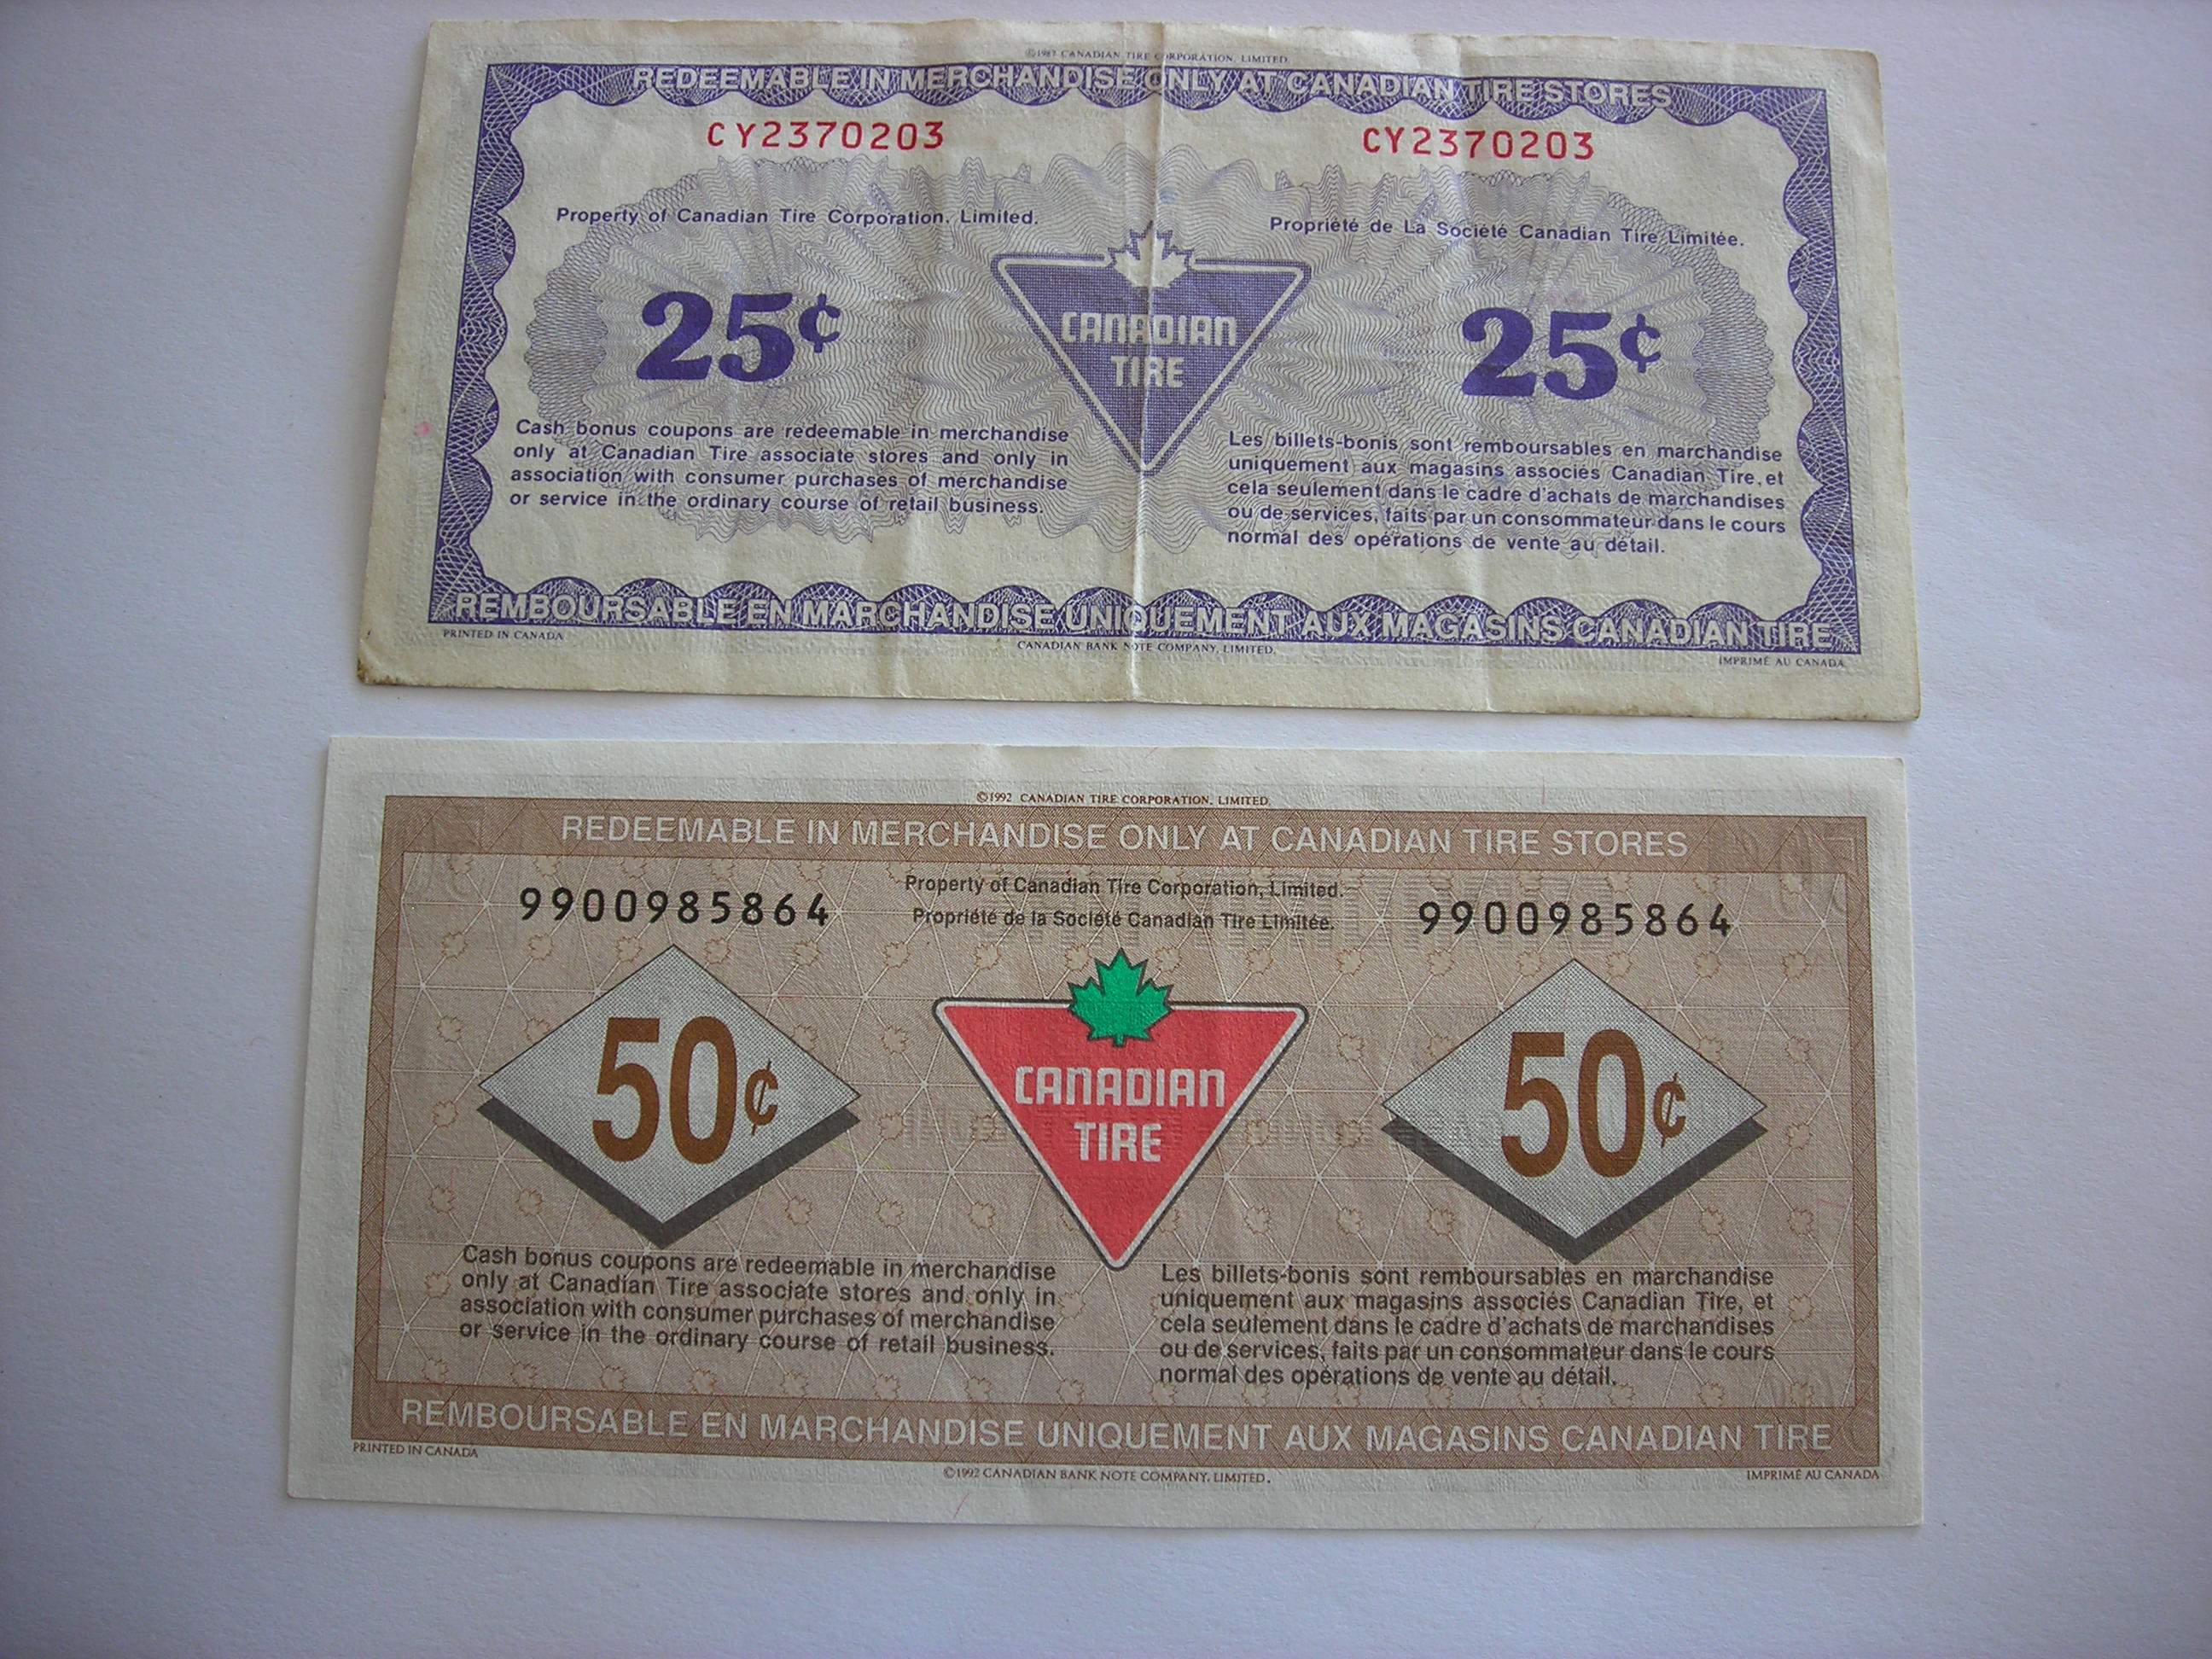 ©1987 CANADIAN TIRE CORPORATION, LIMITED.
REDEEMABLE IN MERCHANDISE ONLY AT CANADIAN TIRE STORES
CY2370203 CY2370203
Property of Canadian Tire Corporation, Limited.
Propriété de La Société Canadian Tire Limitée.
25¢
CANADIAN
TIRE
25¢
Cash bonus coupons are redeemable in merchandise
only at Canadian Tire associate stores and only in
association with consumer purchases of merchandise
or service in the ordinary course of retail business.
Les billets-bonis sont remboursables en marchandise
uniquement aux magasins associés Canadian Tire, et
cela seulement dans le cadre d'achats de marchandises
ou de services, faits par un consommateur dans le cours
normal des opérations de vente au détail.
REMBOURSABLE EN MARCHANDISE UNIQUEMENT AUX MAGASINS CANADIAN TIRE
PRINTED IN CANADA
CANADIAN BANK NOTE COMPANY, LIMITED.
IMPRIMÉ AU CANADA
©1992 CANADIAN TIRE CORPORATION, LIMITED.
REDEEMABLE IN MERCHANDISE ONLY AT CANADIAN TIRE STORES
9900985864
Property of Canadian Tire Corporation, Limited.
Propriété de la Société Canadian Tire Limitée.
9900985864
50¢
CANADIAN
TIRE
50¢
Cash bonus coupons are redeemable in merchandise
only at Canadian Tire associate stores and only in
association with consumer purchases of merchandise
or service in the ordinary course of retail business.
Les billets-bonis sont remboursables en marchandise
uniquement aux magasins associés Canadian Tire, et
cela seulement dans le cadre d'achats de marchandises
ou de services, faits par un consommateur dans le cours
normal des opérations de vente au détail.
REMBOURSABLE EN MARCHANDISE UNIQUEMENT AUX MAGASINS CANADIAN TIRE
PRINTED IN CANADA
©1992 CANADIAN BANK NOTE COMPANY, LIMITED.
IMPRIMÉ AU CANADA